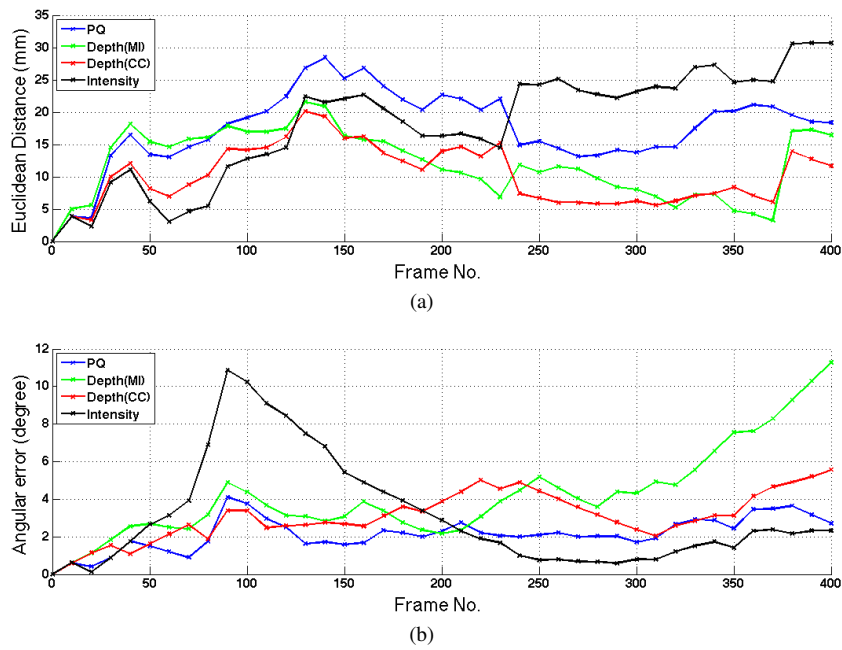 35
30
25
20
15
10
5
0
Euclidean Distance (mm)
PQ
Depth(MI)
Depth(CC)
Intensity
0 50 100 150 200 250 300 350 400
Frame No.
(a)
12
10
8
6
4
2
0
Angular error (degree)
PQ
Depth(MI)
Depth(CC)
Intensity
0 50 100 150 200 250 300 350 400
Frame No.
(b)